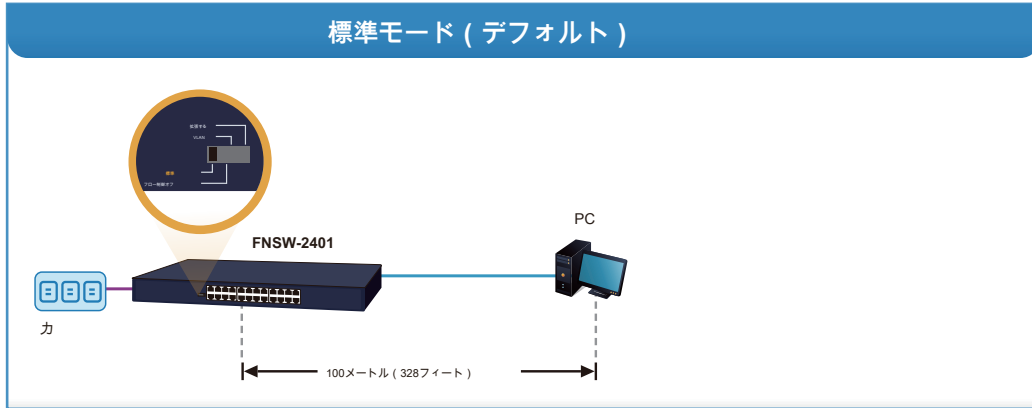 標準モード ( デフォルト )
拡張する
VLAN
標準
フロー制御オフ
FNSW-2401
PC
力
100メートル ( 328フィート )